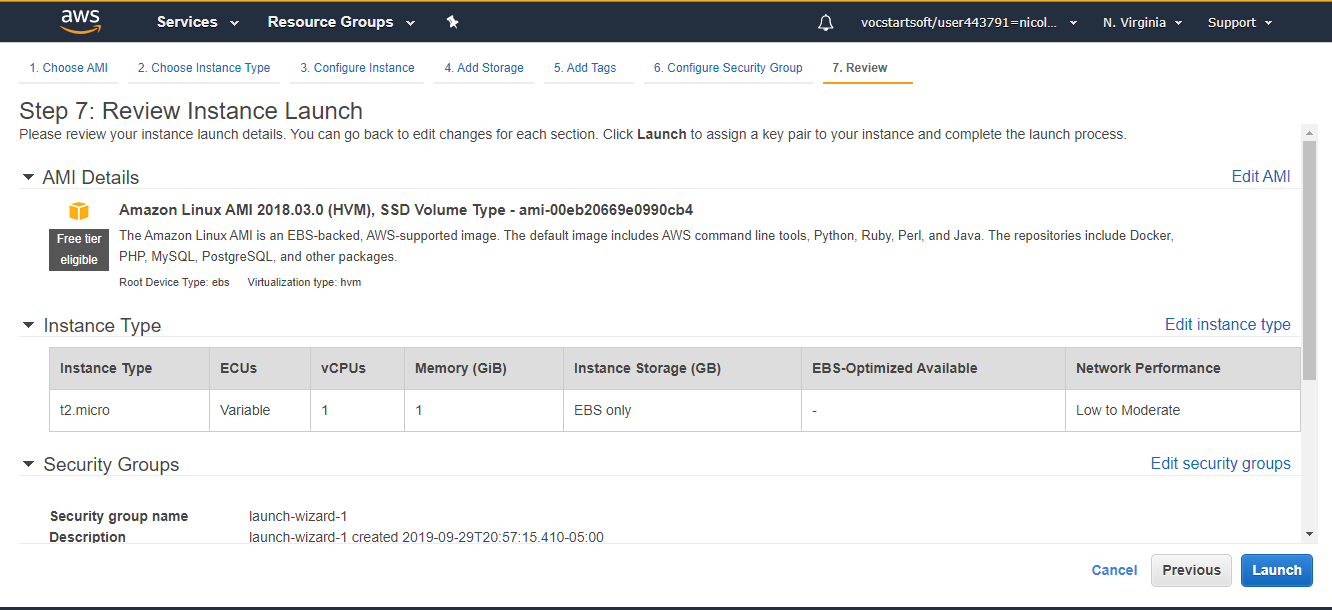 aws Services Resource Groups vocstartsoft/user443791=nicol... N. Virginia Support
1. Choose AMI 2. Choose Instance Type 3. Configure Instance 4. Add Storage 5. Add Tags 6. Configure Security Group 7. Review
Step 7: Review Instance Launch
Please review your instance launch details. You can go back to edit changes for each section. Click Launch to assign a key pair to your instance and complete the launch process.
AMI Details Edit AMI
Amazon Linux AMI 2018.03.0 (HVM), SSD Volume Type - ami-00eb20669e0990cb4
Free tier
eligible
The Amazon Linux AMI is an EBS-backed, AWS-supported image. The default image includes AWS command line tools, Python, Ruby, Perl, and Java. The repositories include Docker,
PHP, MySQL, PostgreSQL, and other packages.
Root Device Type: ebs Virtualization type: hvm
Instance Type Edit instance type
Instance Type ECUs vCPUs Memory (GiB) Instance Storage (GB) EBS-Optimized Available Network Performance
t2.micro Variable 1 1 EBS only - Low to Moderate
Security Groups Edit security groups
Security group name launch-wizard-1
Description launch-wizard-1 created 2019-09-29T20:57:15.410-05:00
Cancel Previous Launch